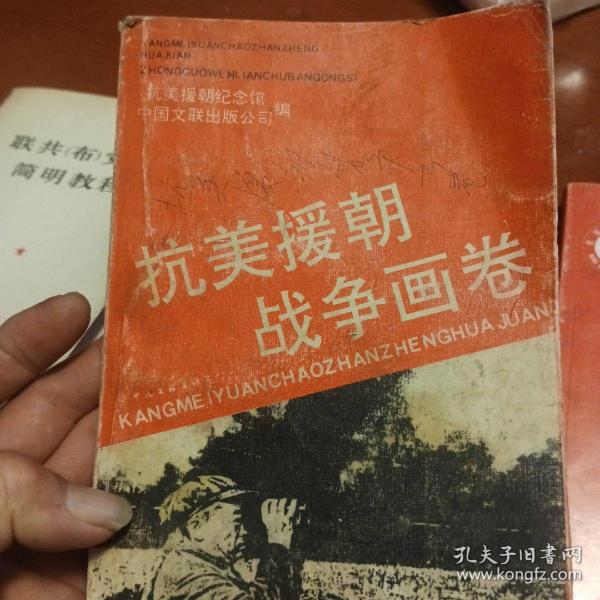 KANGMEIYUANCHAOZHANZHENG
HUAJUAN
ZHONGGUOWENLIANCHUBANGONGSI
抗美援朝纪念馆
中国文联出版公司 编
抗美援朝
战争画卷
KANGMEIYUANCHAOZHANZHENGHUAJUAN
联共(布)党
简明教程
孔夫子旧书网
www.kongfz.com